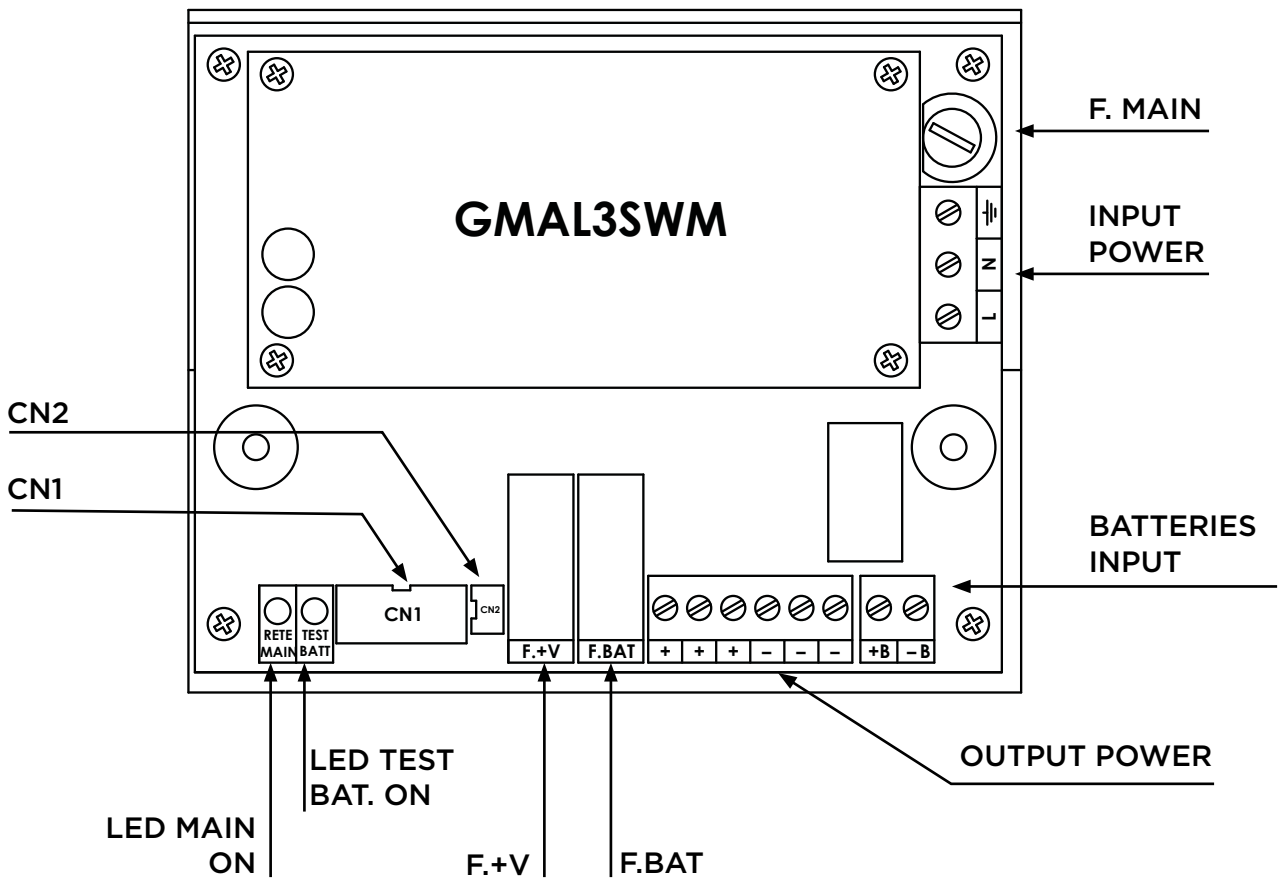 F. MAIN
GMAL3SWM
INPUT
POWER
N
L
CN2
CN1
BATTERIES
INPUT
CN1
CN2
RETE
MAIN
TEST
BATT
F.+V
F.BAT
+ + + – – –
+B – B
OUTPUT POWER
LED TEST
BAT. ON
LED MAIN
ON
F.+V
F.BAT